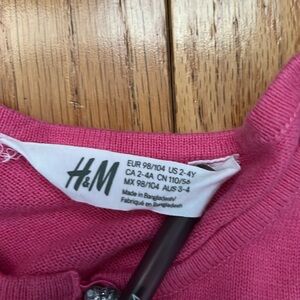 H&M
EUR 98/104 US 2-4Y
CA 2-4A CN 110/56
MX 98/104 AUS 3-4
Made in Bangladesh/
Fabriqué en Bangladesh